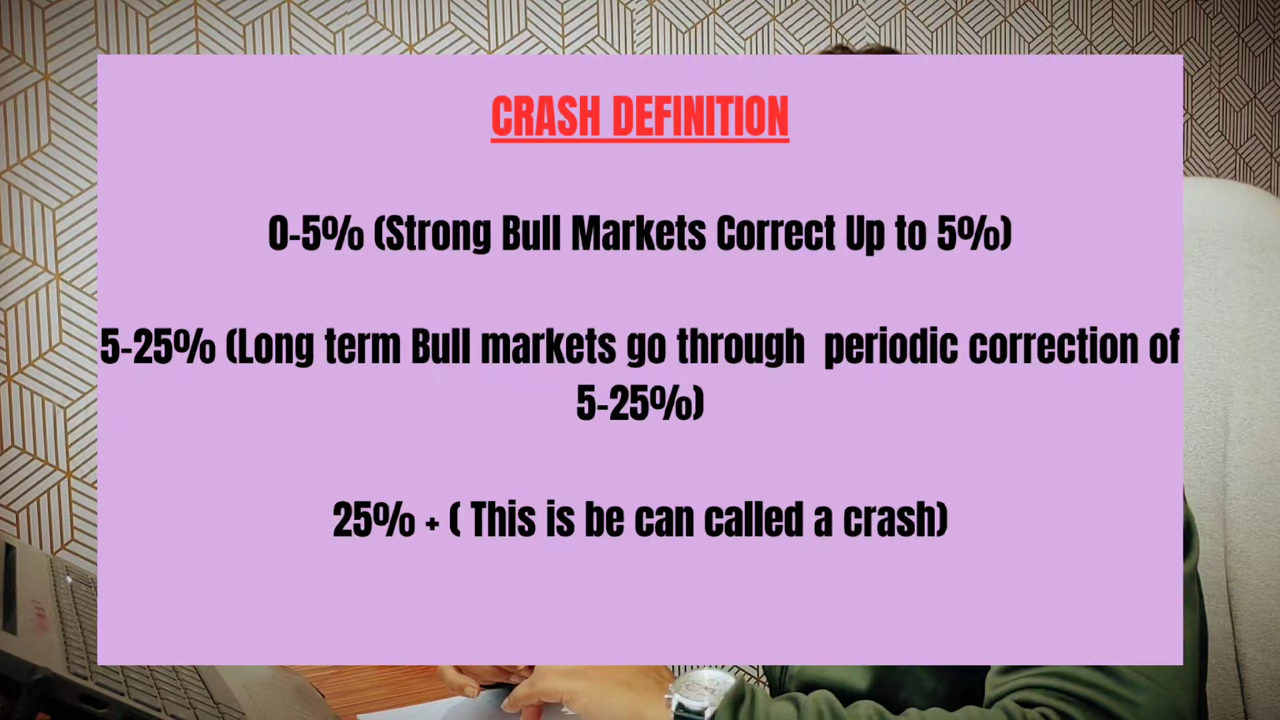 CRASH DEFINITION
0-5% (Strong Bull Markets Correct Up to 5%)
5-25% (Long term Bull markets go through periodic correction of
5-25%)
25% + ( This is be can called a crash)